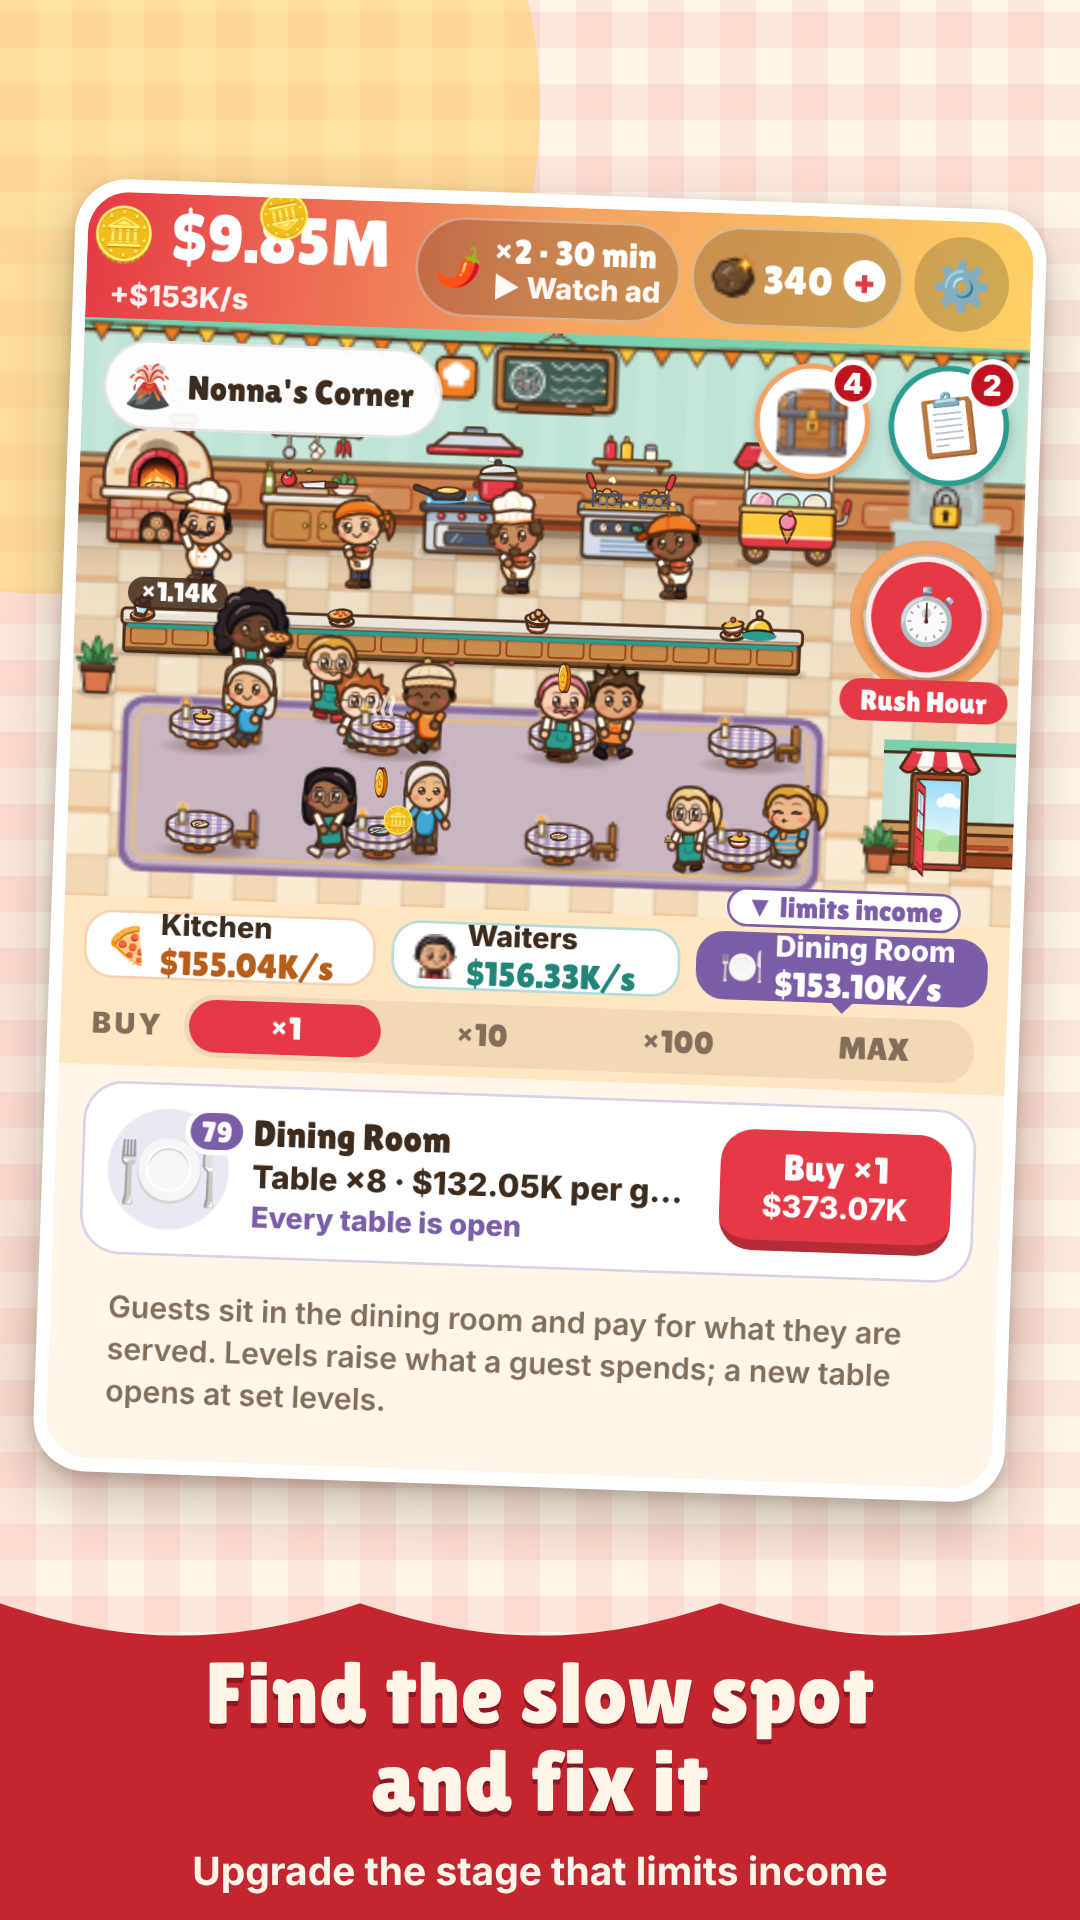 $9.85M
+$153K/s
×2 · 30 min
▶ Watch ad
340 +
Nonna's Corner
4
2
×1.14K
Rush Hour
▼ limits income
Kitchen
$155.04K/s
Waiters
$156.33K/s
Dining Room
$153.10K/s
BUY ×1 ×10 ×100 MAX
79
Dining Room
Table ×8 · $132.05K per g...
Every table is open
Buy ×1
$373.07K
Guests sit in the dining room and pay for what they are
served. Levels raise what a guest spends; a new table
opens at set levels.
Find the slow spot
and fix it
Upgrade the stage that limits income